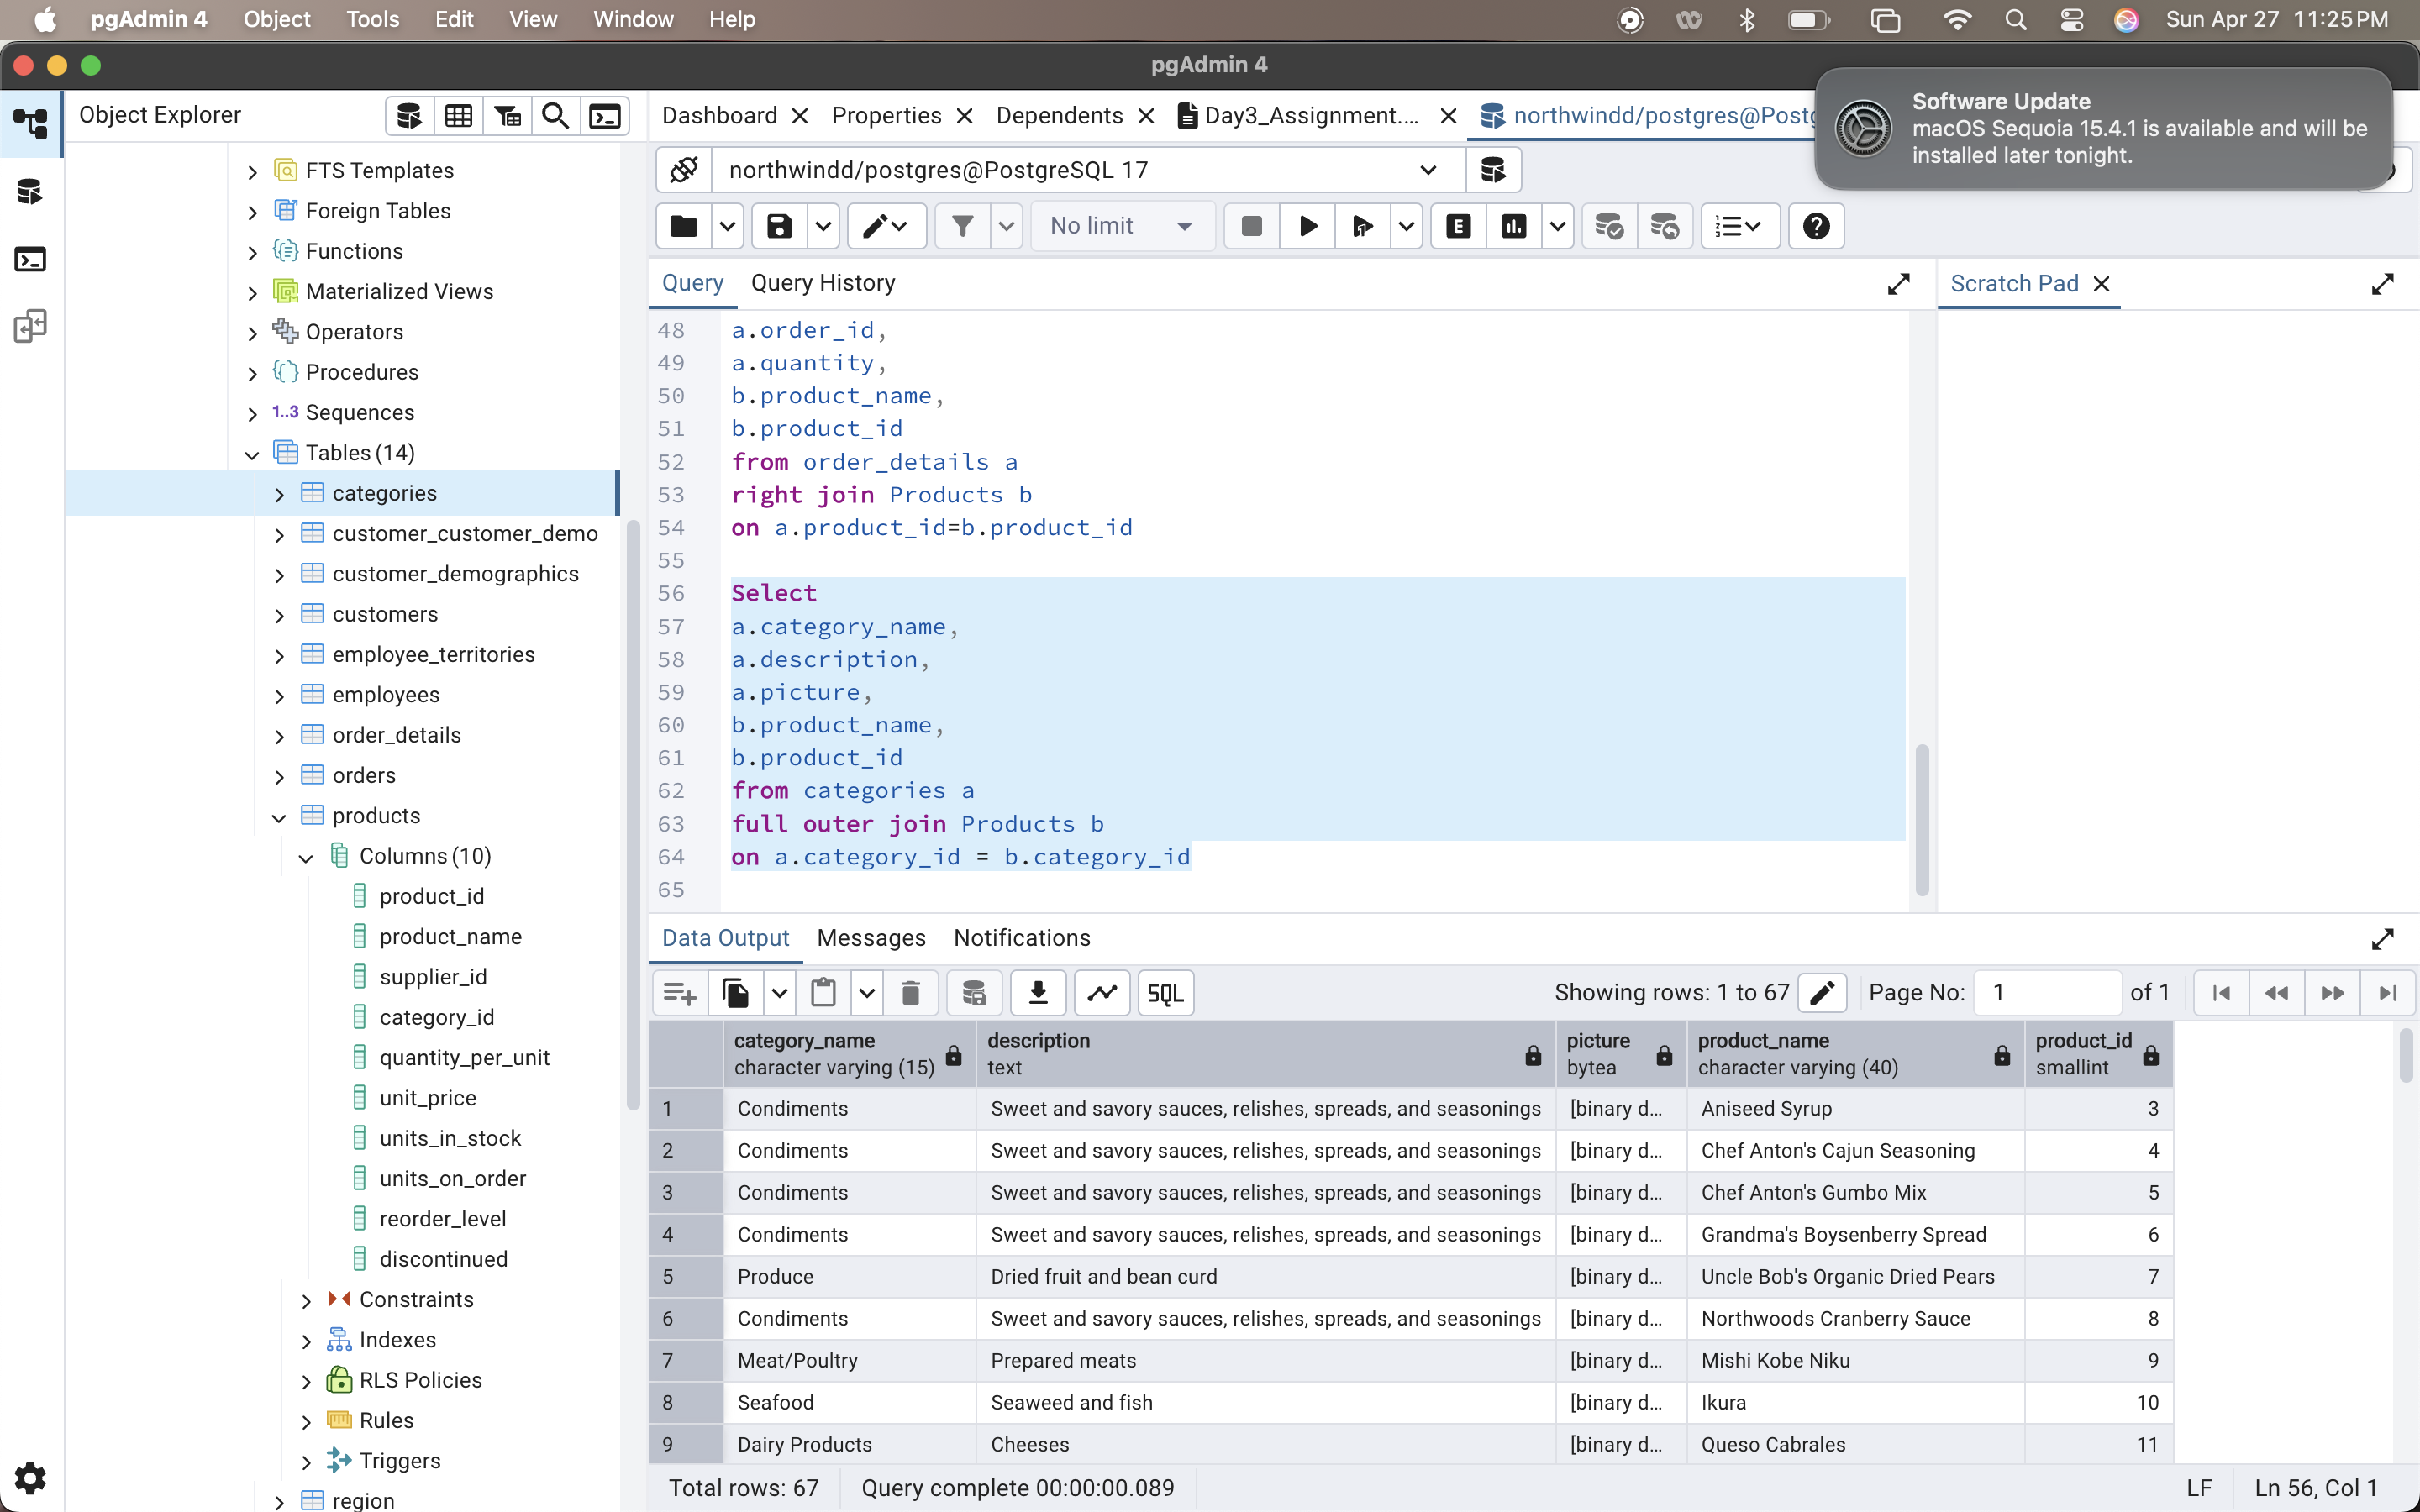 pgAdmin 4 Object Tools Edit View Window Help Sun Apr 27 11:25 PM
pgAdmin 4
Software Update
macOS Sequoia 15.4.1 is available and will be
installed later tonight.
Object Explorer
Dashboard Properties Dependents Day3_Assignment.... northwindd/postgres@Postg
northwindd/postgres@PostgreSQL 17
No limit
Query Query History
Scratch Pad
FTS Templates
Foreign Tables
Functions
Materialized Views
Operators
Procedures
1..3 Sequences
Tables (14)
categories
customer_customer_demo
customer_demographics
customers
employee_territories
employees
order_details
orders
products
Columns (10)
product_id
product_name
supplier_id
category_id
quantity_per_unit
unit_price
units_in_stock
units_on_order
reorder_level
discontinued
Constraints
Indexes
RLS Policies
Rules
Triggers
region
48 a.order_id,
49 a.quantity,
50 b.product_name,
51 b.product_id
52 from order_details a
53 right join Products b
54 on a.product_id=b.product_id
55
56 Select
57 a.category_name,
58 a.description,
59 a.picture,
60 b.product_name,
61 b.product_id
62 from categories a
63 full outer join Products b
64 on a.category_id = b.category_id
65
Data Output Messages Notifications
SQL Showing rows: 1 to 67 Page No: 1 of 1
category_name description picture product_name product_id
character varying (15) text bytea character varying (40) smallint
1 Condiments Sweet and savory sauces, relishes, spreads, and seasonings [binary d... Aniseed Syrup 3
2 Condiments Sweet and savory sauces, relishes, spreads, and seasonings [binary d... Chef Anton's Cajun Seasoning 4
3 Condiments Sweet and savory sauces, relishes, spreads, and seasonings [binary d... Chef Anton's Gumbo Mix 5
4 Condiments Sweet and savory sauces, relishes, spreads, and seasonings [binary d... Grandma's Boysenberry Spread 6
5 Produce Dried fruit and bean curd [binary d... Uncle Bob's Organic Dried Pears 7
6 Condiments Sweet and savory sauces, relishes, spreads, and seasonings [binary d... Northwoods Cranberry Sauce 8
7 Meat/Poultry Prepared meats [binary d... Mishi Kobe Niku 9
8 Seafood Seaweed and fish [binary d... Ikura 10
9 Dairy Products Cheeses [binary d... Queso Cabrales 11
Total rows: 67 Query complete 00:00:00.089 LF Ln 56, Col 1